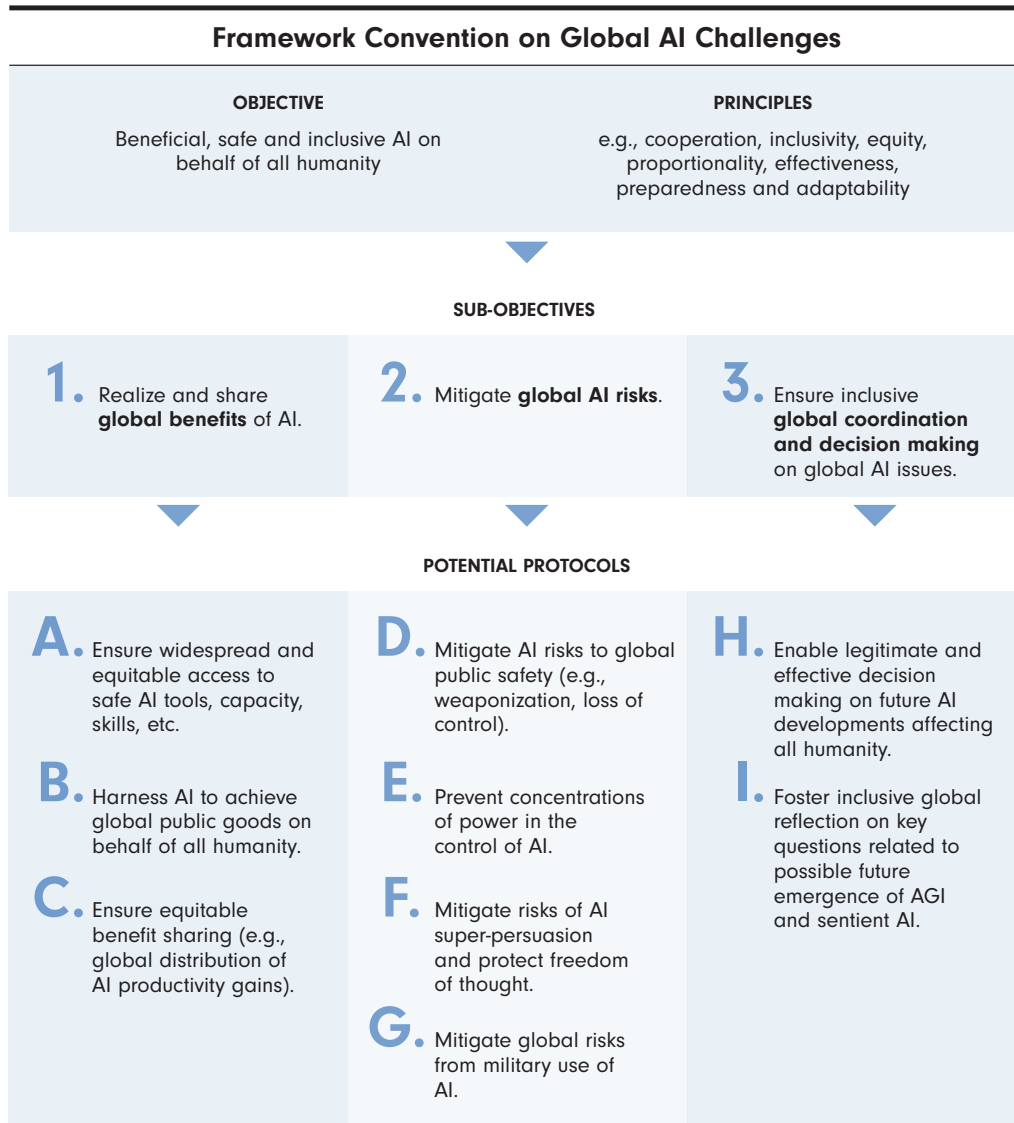 Framework Convention on Global AI Challenges
OBJECTIVE
Beneficial, safe and inclusive AI on
behalf of all humanity
PRINCIPLES
e.g., cooperation, inclusivity, equity,
proportionality, effectiveness,
preparedness and adaptability
SUB-OBJECTIVES
1. Realize and share
global benefits of AI.
2. Mitigate global AI risks.
3. Ensure inclusive
global coordination
and decision making
on global AI issues.
POTENTIAL PROTOCOLS
A. Ensure widespread and
equitable access to
safe AI tools, capacity,
skills, etc.
B. Harness AI to achieve
global public goods on
behalf of all humanity.
C. Ensure equitable
benefit sharing (e.g.,
global distribution of
AI productivity gains).
D. Mitigate AI risks to global
public safety (e.g.,
weaponization, loss of
control).
E. Prevent concentrations
of power in the
control of AI.
F. Mitigate risks of AI
super-persuasion
and protect freedom
of thought.
G. Mitigate global risks
from military use of
AI.
H. Enable legitimate and
effective decision
making on future AI
developments affecting
all humanity.
I. Foster inclusive global
reflection on key
questions related to
possible future
emergence of AGI
and sentient AI.